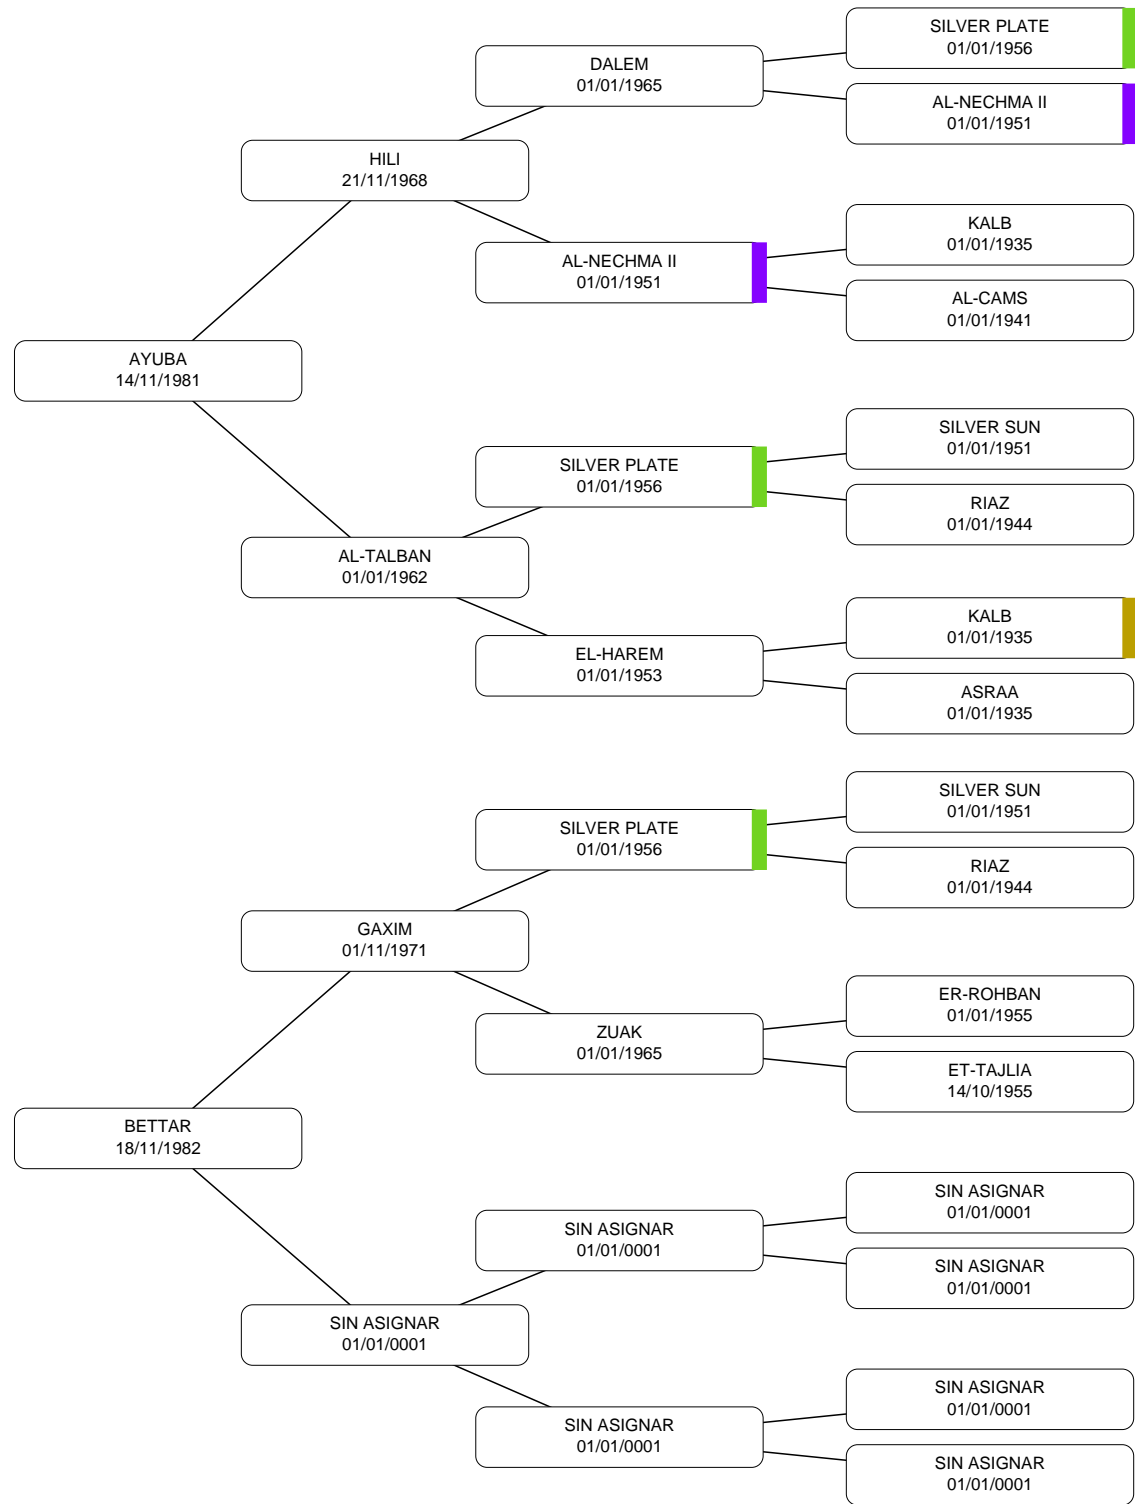 SILVER PLATE
01/01/1956
DALEM
01/01/1965
AL-NECHMA II
01/01/1951
HILI
21/11/1968
KALB
01/01/1935
AL-NECHMA II
01/01/1951
AL-CAMS
01/01/1941
AYUBA
14/11/1981
SILVER SUN
01/01/1951
SILVER PLATE
01/01/1956
RIAZ
01/01/1944
AL-TALBAN
01/01/1962
KALB
01/01/1935
EL-HAREM
01/01/1953
ASRAA
01/01/1935
SILVER SUN
01/01/1951
SILVER PLATE
01/01/1956
RIAZ
01/01/1944
GAXIM
01/11/1971
ER-ROHBAN
01/01/1955
ZUAK
01/01/1965
ET-TAJLIA
14/10/1955
BETTAR
18/11/1982
SIN ASIGNAR
01/01/0001
SIN ASIGNAR
01/01/0001
SIN ASIGNAR
01/01/0001
SIN ASIGNAR
01/01/0001
SIN ASIGNAR
01/01/0001
SIN ASIGNAR
01/01/0001
SIN ASIGNAR
01/01/0001